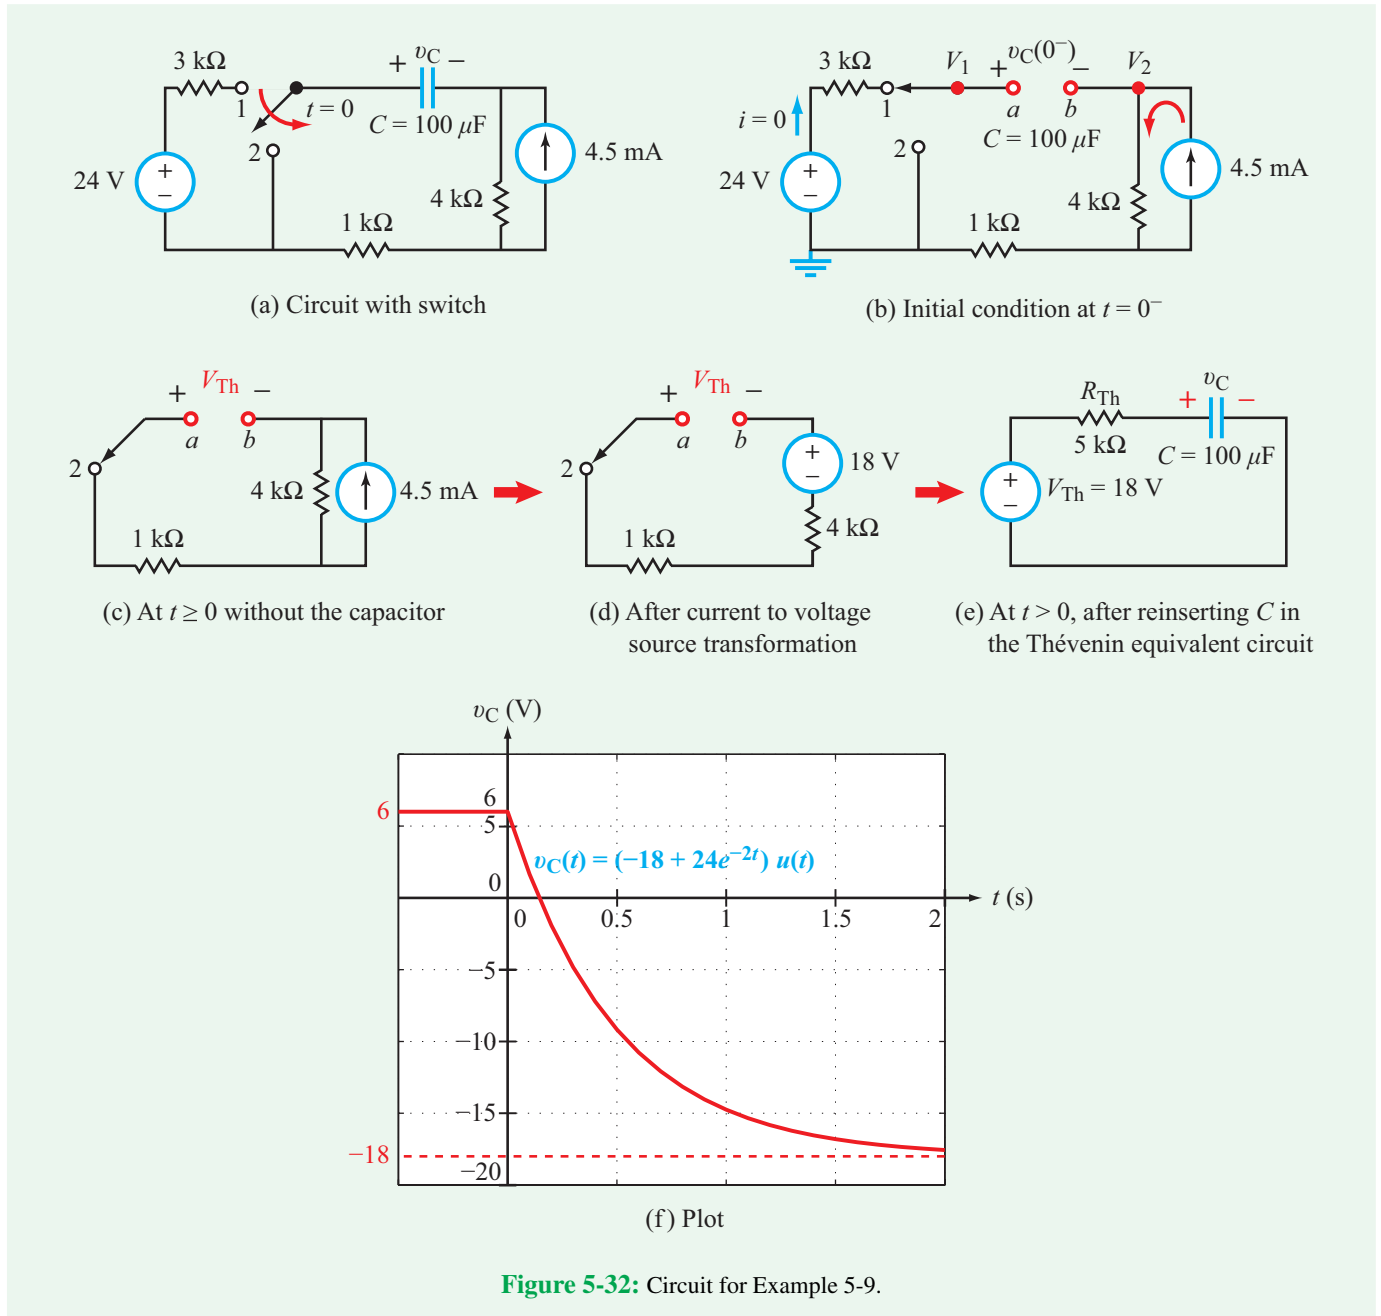 3 kΩ
1
2
t = 0
+ υC −
C = 100 μF
24 V
+
−
4 kΩ
1 kΩ
4.5 mA
(a) Circuit with switch
i = 0
3 kΩ
1
2
V1
+ υC(0−) −
a
b
V2
C = 100 μF
24 V
+
−
4 kΩ
1 kΩ
4.5 mA
(b) Initial condition at t = 0−
+ VTh −
a
b
2
4 kΩ
4.5 mA
1 kΩ
(c) At t ≥ 0 without the capacitor
+ VTh −
a
b
2
+
−
18 V
4 kΩ
1 kΩ
(d) After current to voltage
source transformation
RTh
5 kΩ
+ υC −
C = 100 μF
+
−
VTh = 18 V
(e) At t > 0, after reinserting C in
the Thévenin equivalent circuit
υC (V)
6
6
5
υC(t) = (−18 + 24e−2t) u(t)
0
t (s)
0 0.5 1 1.5 2
−5
−10
−15
−18
−20
(f) Plot
Figure 5-32: Circuit for Example 5-9.